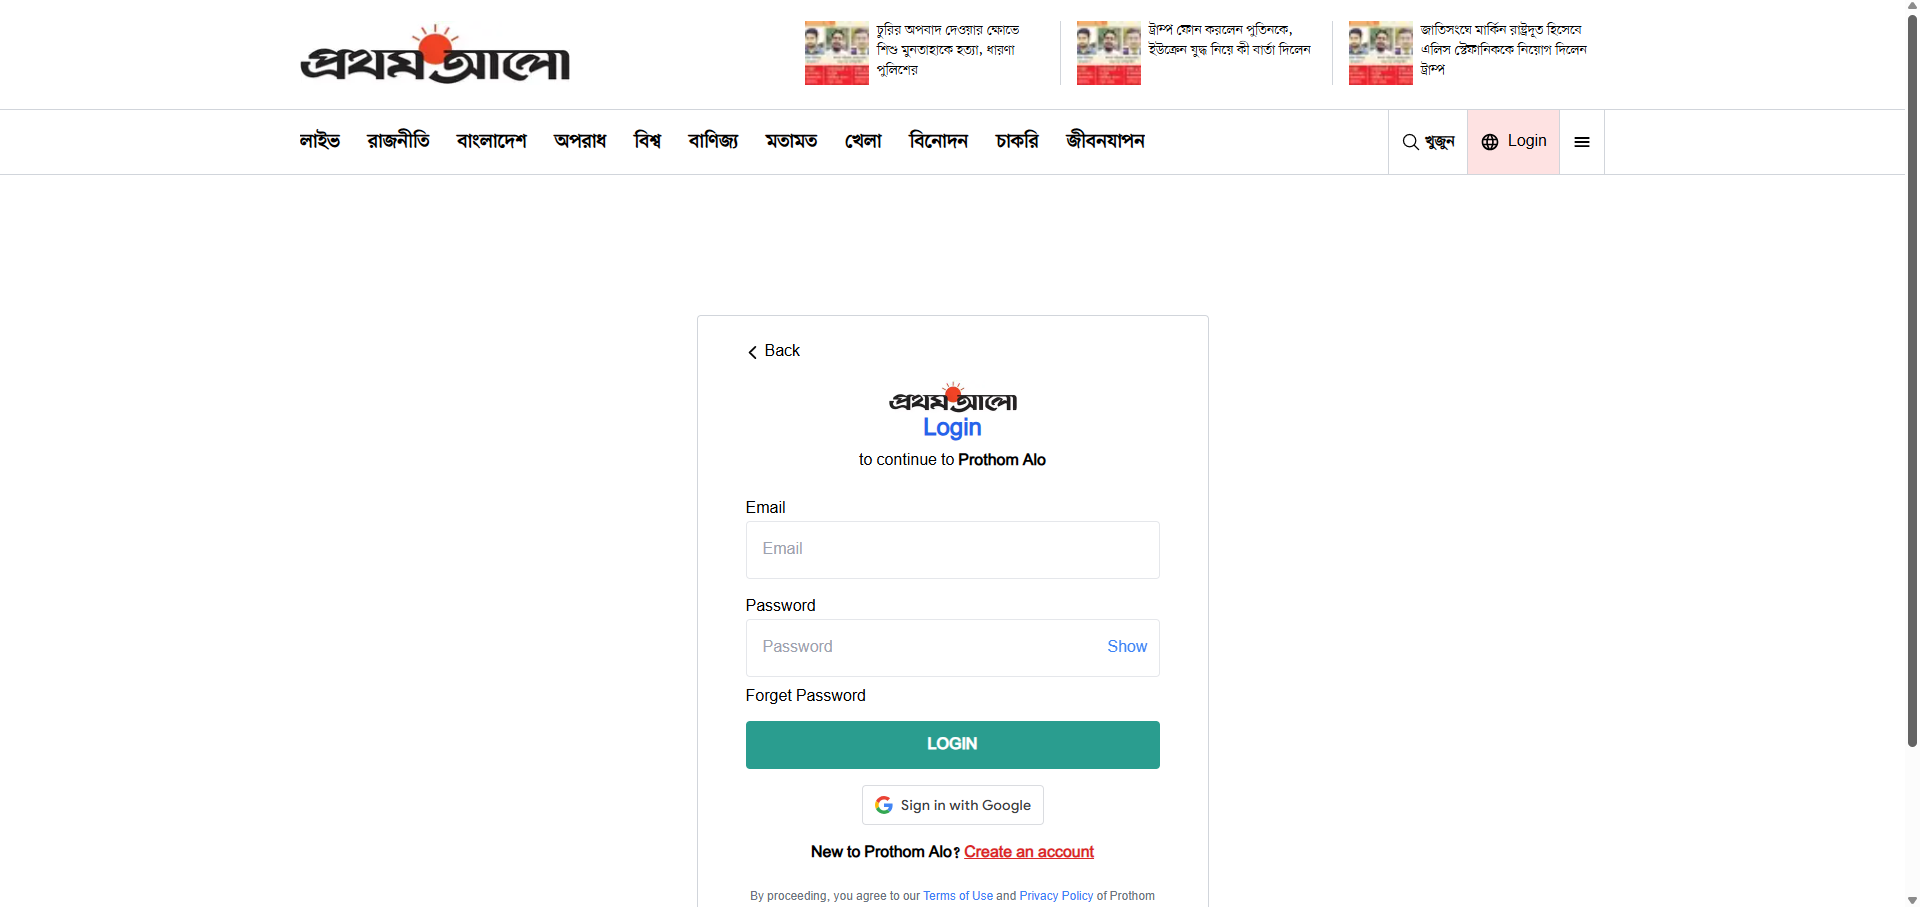 প্রথম আলো
চুরির অপবাদ দেওয়ার ক্ষোভে
শিশু মুনতাহাকে হত্যা, ধারণা
পুলিশের
ট্রাম্প ফোন করলেন পুতিনকে,
ইউক্রেন যুদ্ধ নিয়ে কী বার্তা দিলেন
জাতিসংঘে মার্কিন রাষ্ট্রদূত হিসেবে
এলিস স্টেফানিককে নিয়োগ দিলেন
ট্রাম্প
লাইভ রাজনীতি বাংলাদেশ অপরাধ বিশ্ব বাণিজ্য মতামত খেলা বিনোদন চাকরি জীবনযাপন খুজুন Login
Back
প্রথম আলো
Login
to continue to Prothom Alo
Email
Email
Password
Password Show
Forget Password
LOGIN
Sign in with Google
New to Prothom Alo? Create an account
By proceeding, you agree to our Terms of Use and Privacy Policy of Prothom